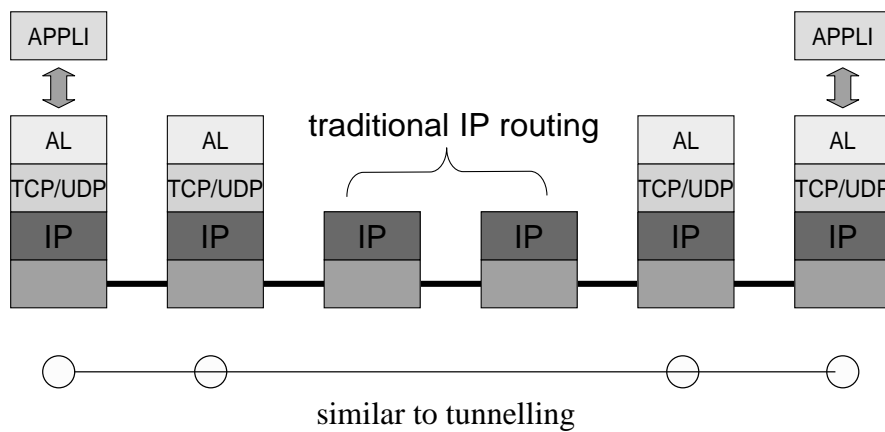 APPLI APPLI
traditional IP routing
AL AL AL AL
TCP/UDP TCP/UDP TCP/UDP TCP/UDP
IP IP IP IP IP IP
similar to tunnelling